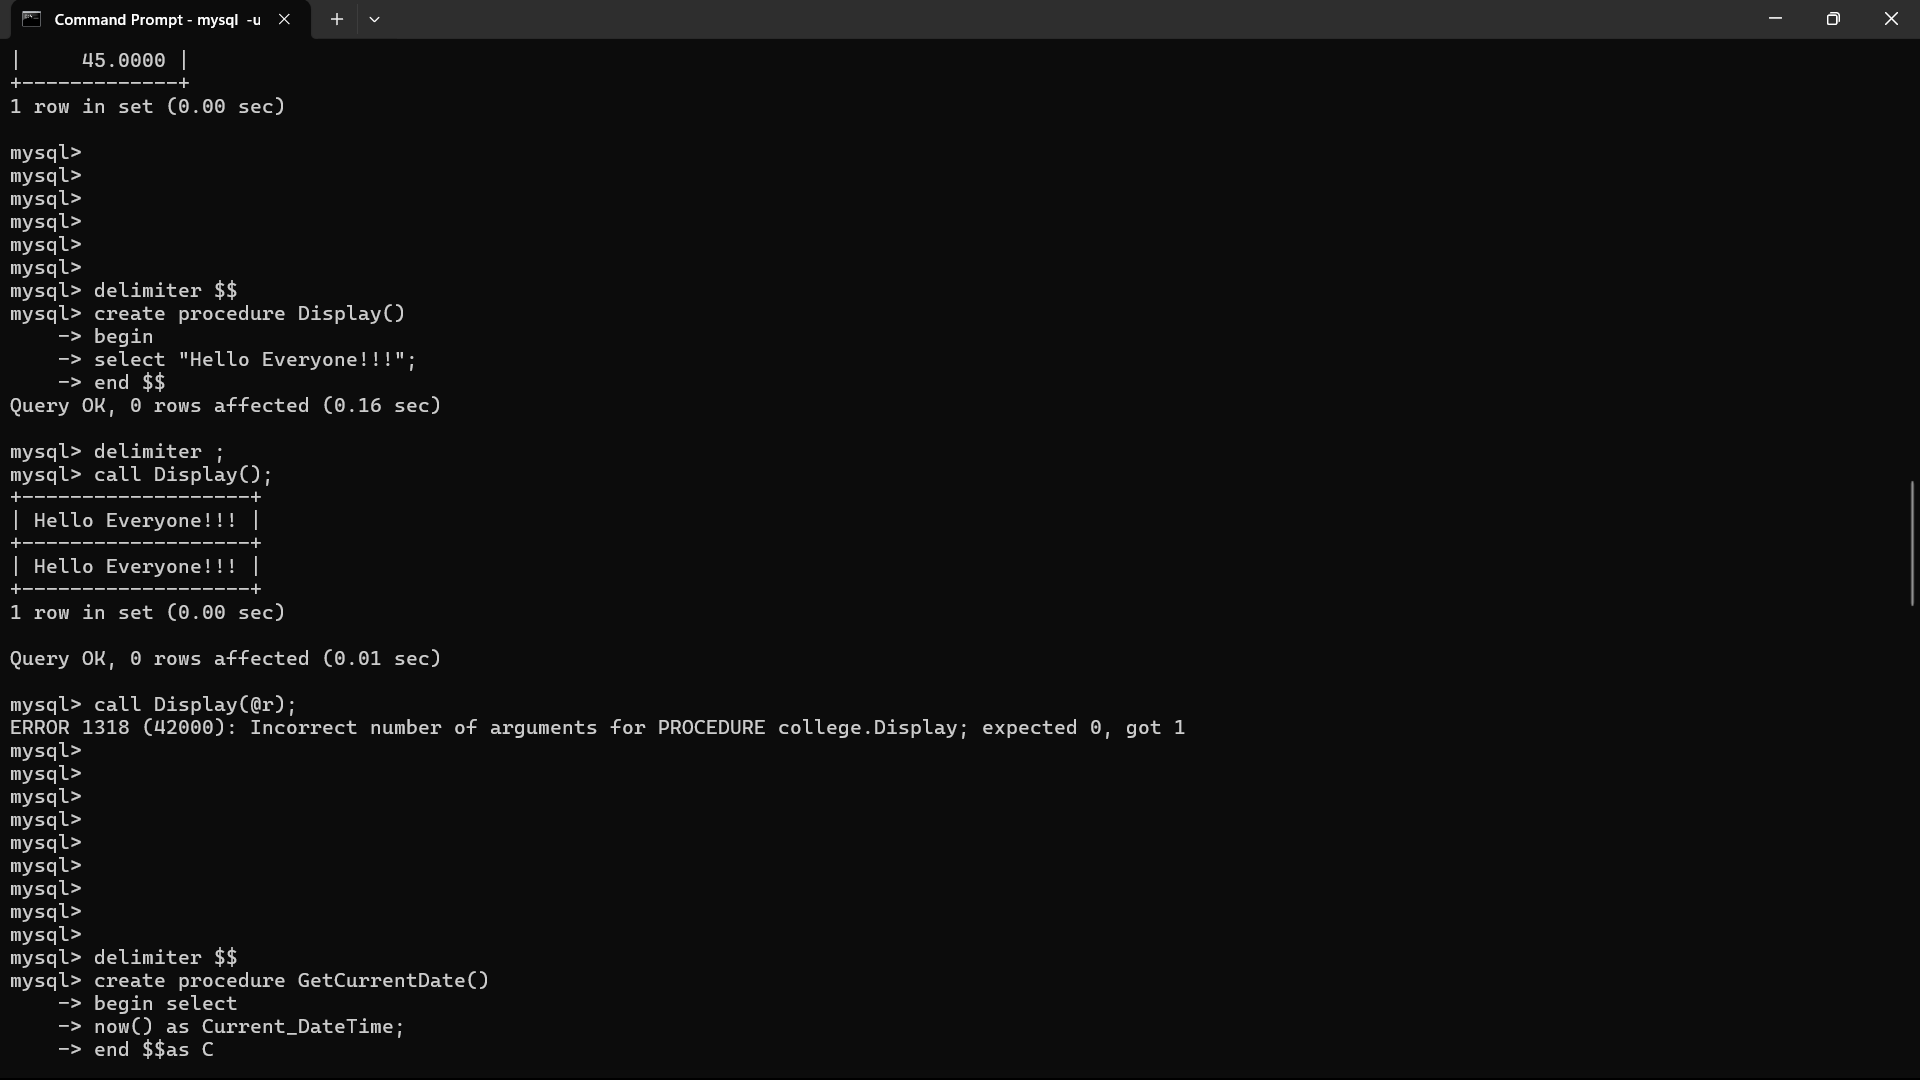 Command Prompt - mysql  -u
|     45.0000 |
+-------------+
1 row in set (0.00 sec)
mysql>
mysql>
mysql>
mysql>
mysql>
mysql>
mysql> delimiter $$
mysql> create procedure Display()
    -> begin
    -> select "Hello Everyone!!!";
    -> end $$
Query OK, 0 rows affected (0.16 sec)
mysql> delimiter ;
mysql> call Display();
+-------------------+
| Hello Everyone!!! |
+-------------------+
| Hello Everyone!!! |
+-------------------+
1 row in set (0.00 sec)
Query OK, 0 rows affected (0.01 sec)
mysql> call Display(@r);
ERROR 1318 (42000): Incorrect number of arguments for PROCEDURE college.Display; expected 0, got 1
mysql>
mysql>
mysql>
mysql>
mysql>
mysql>
mysql>
mysql>
mysql>
mysql> delimiter $$
mysql> create procedure GetCurrentDate()
    -> begin select
    -> now() as Current_DateTime;
    -> end $$as C